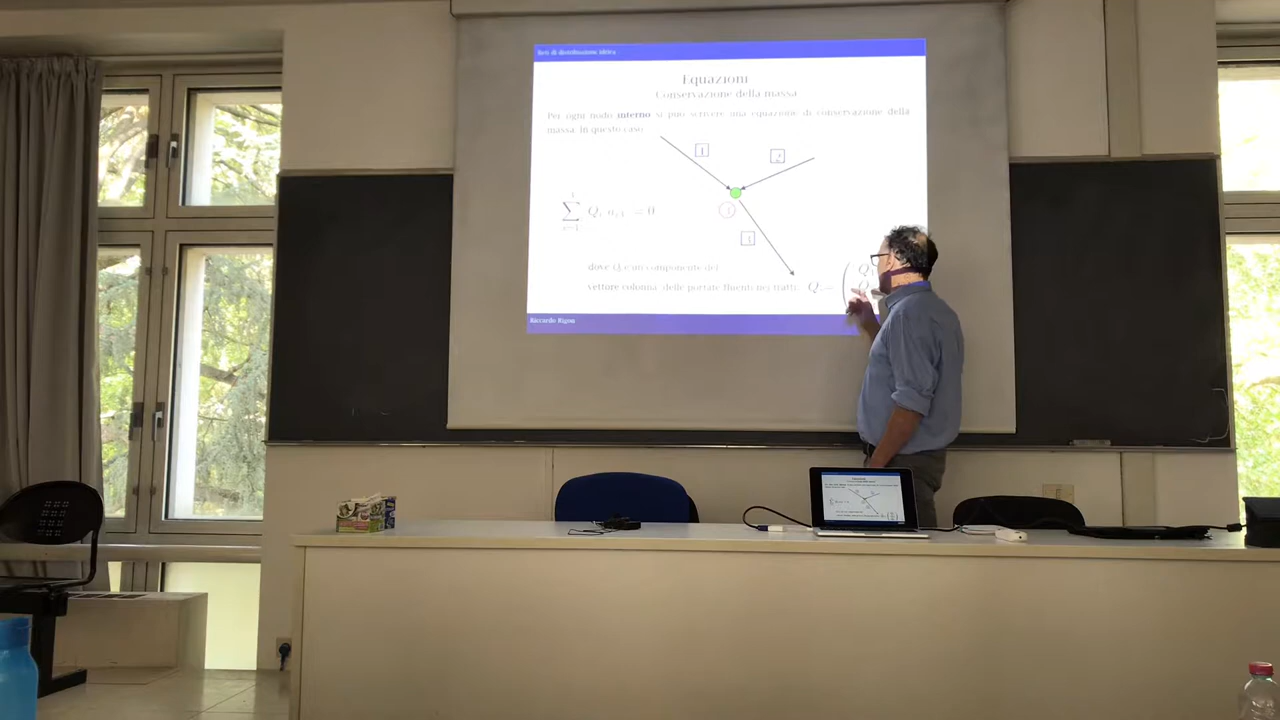 Reti di distribuzione idrica
Equazioni
Conservazione della massa
Per ogni nodo interno si può scrivere una equazione di conservazione della
massa. In questo caso
1
2
= 0
dove Q è un componente del
vettore colonna delle portate fluenti nei tratti. Q :=
Riccardo Rigon